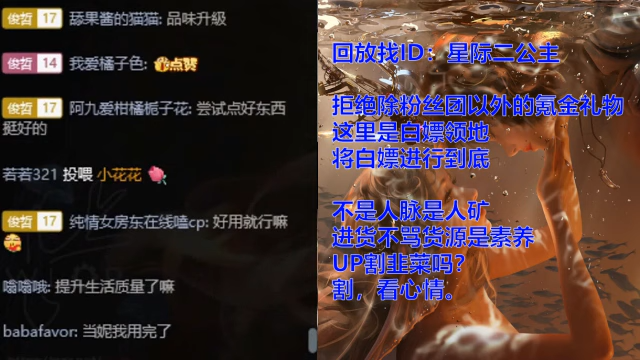 俊哲 17 舔果酱的猫猫: 品味升級
俊哲 14 我爱橘子色: 点赞
俊哲 17 阿九爱柑橘栀子花: 尝试点好东西
挺好的
若若321 投喂 小花花
俊哲 17 纯情女房东在线嗑cp: 好用就行嘛
嗡嗡哦: 提升生活质量了嘛
babafavor: 当妮我用完了
回放找ID：星际二公主
拒绝除粉丝团以外的氪金礼物
这里是白嫖领地
将白嫖进行到底
不是人脉是人矿
进货不骂货源是素养
UP割韭菜吗？
割，看心情。